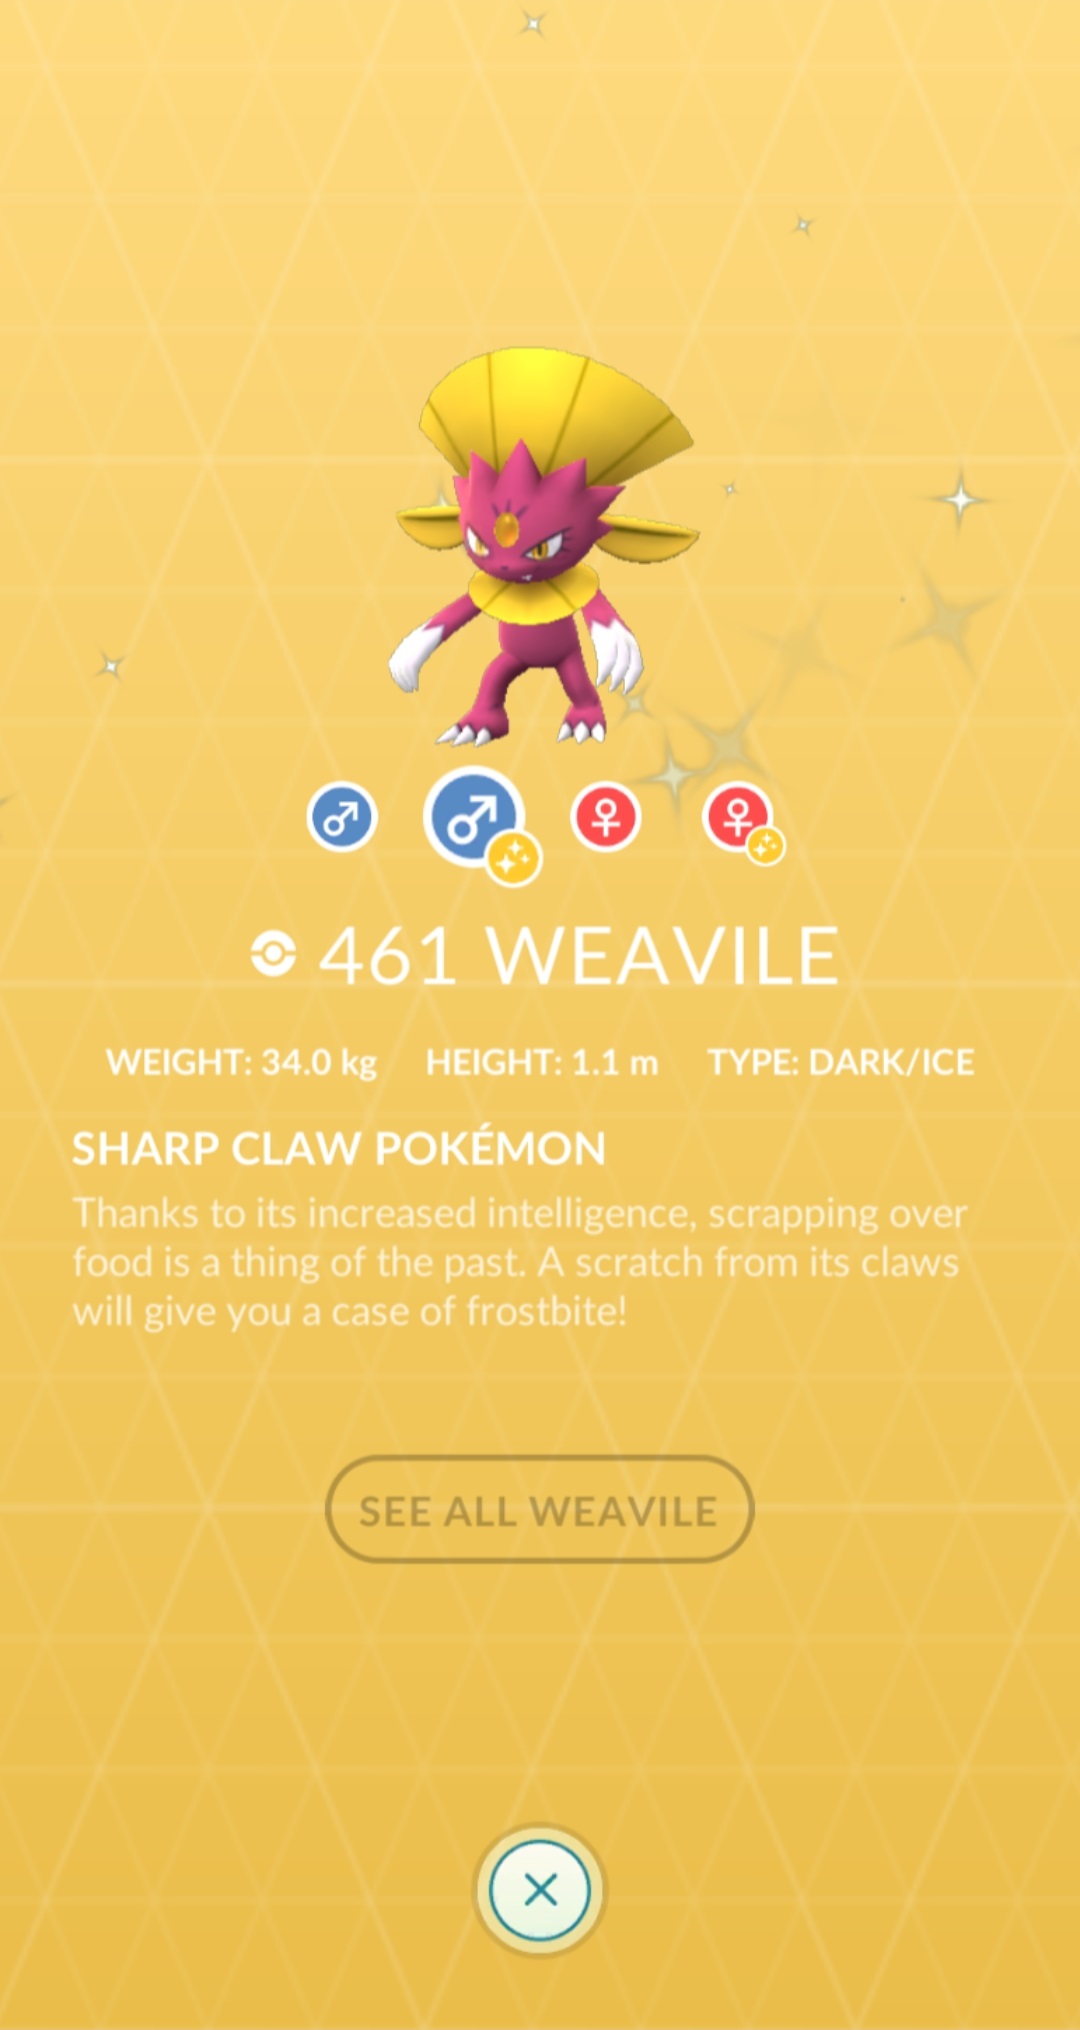 461 WEAVILE
WEIGHT: 34.0 kg HEIGHT: 1.1 m TYPE: DARK/ICE
SHARP CLAW POKÉMON
Thanks to its increased intelligence, scrapping over
food is a thing of the past. A scratch from its claws
will give you a case of frostbite!
SEE ALL WEAVILE